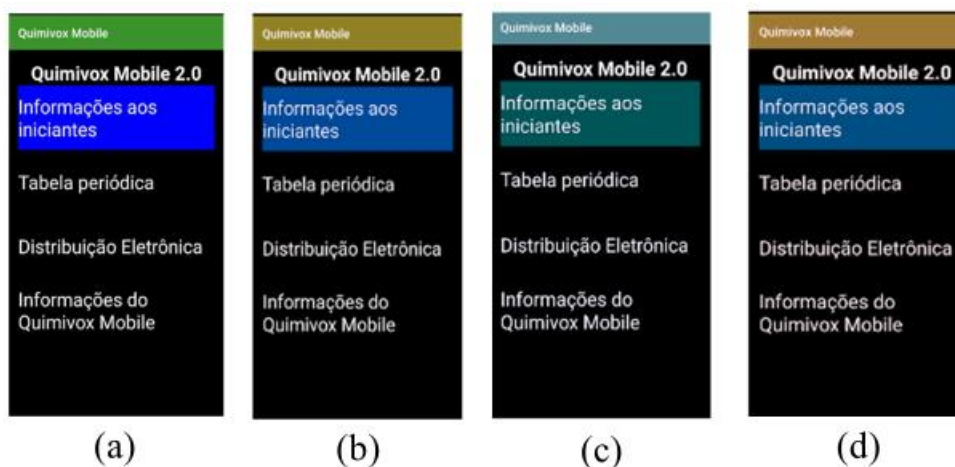 Quimivox Mobile
Quimivox Mobile 2.0
Informações aos
iniciantes
Tabela periódica
Distribuição Eletrônica
Informações do
Quimivox Mobile
(a)
Quimivox Mobile
Quimivox Mobile 2.0
Informações aos
iniciantes
Tabela periódica
Distribuição Eletrônica
Informações do
Quimivox Mobile
(b)
Quimivox Mobile
Quimivox Mobile 2.0
Informações aos
iniciantes
Tabela periódica
Distribuição Eletrônica
Informações do
Quimivox Mobile
(c)
Quimivox Mobile
Quimivox Mobile 2.0
Informações aos
iniciantes
Tabela periódica
Distribuição Eletrônica
Informações do
Quimivox Mobile
(d)